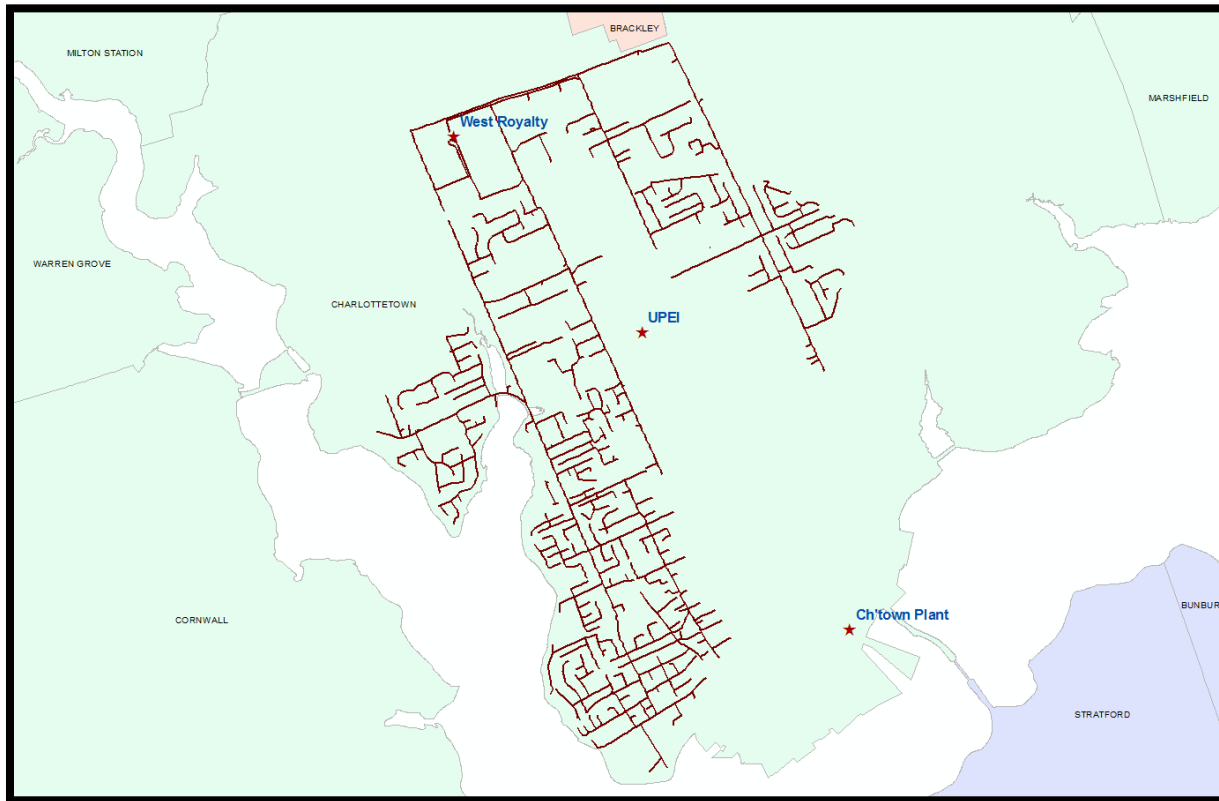 BRACKLEY
MILTON STATION
MARSHFIELD
West Royalty
WARREN GROVE
CHARLOTTETOWN
UPEI
CORNWALL
Ch'town Plant
BUNBUR
STRATFORD